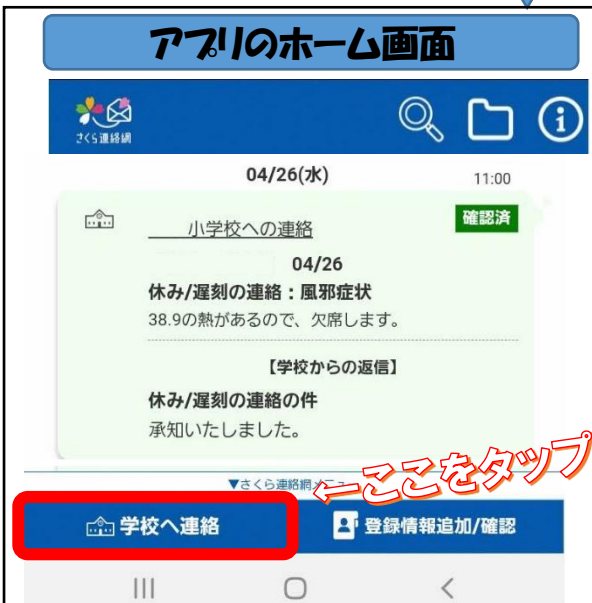 アプリのホーム画面
さくら連絡網
04/26(水)
11:00
小学校への連絡
確認済
04/26
休み/遅刻の連絡：風邪症状
38.9の熱があるので、欠席します。
【学校からの返信】
休み/遅刻の連絡の件
承知いたしました。
←ここをタップ
▼さくら連絡網メニュー
学校へ連絡
登録情報追加/確認